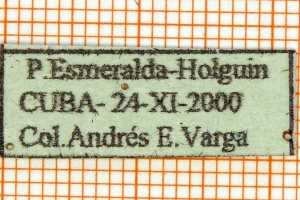 P.Esmeralda-Holguin
CUBA- 24-XI-2000
Col.Andrés E.Varga